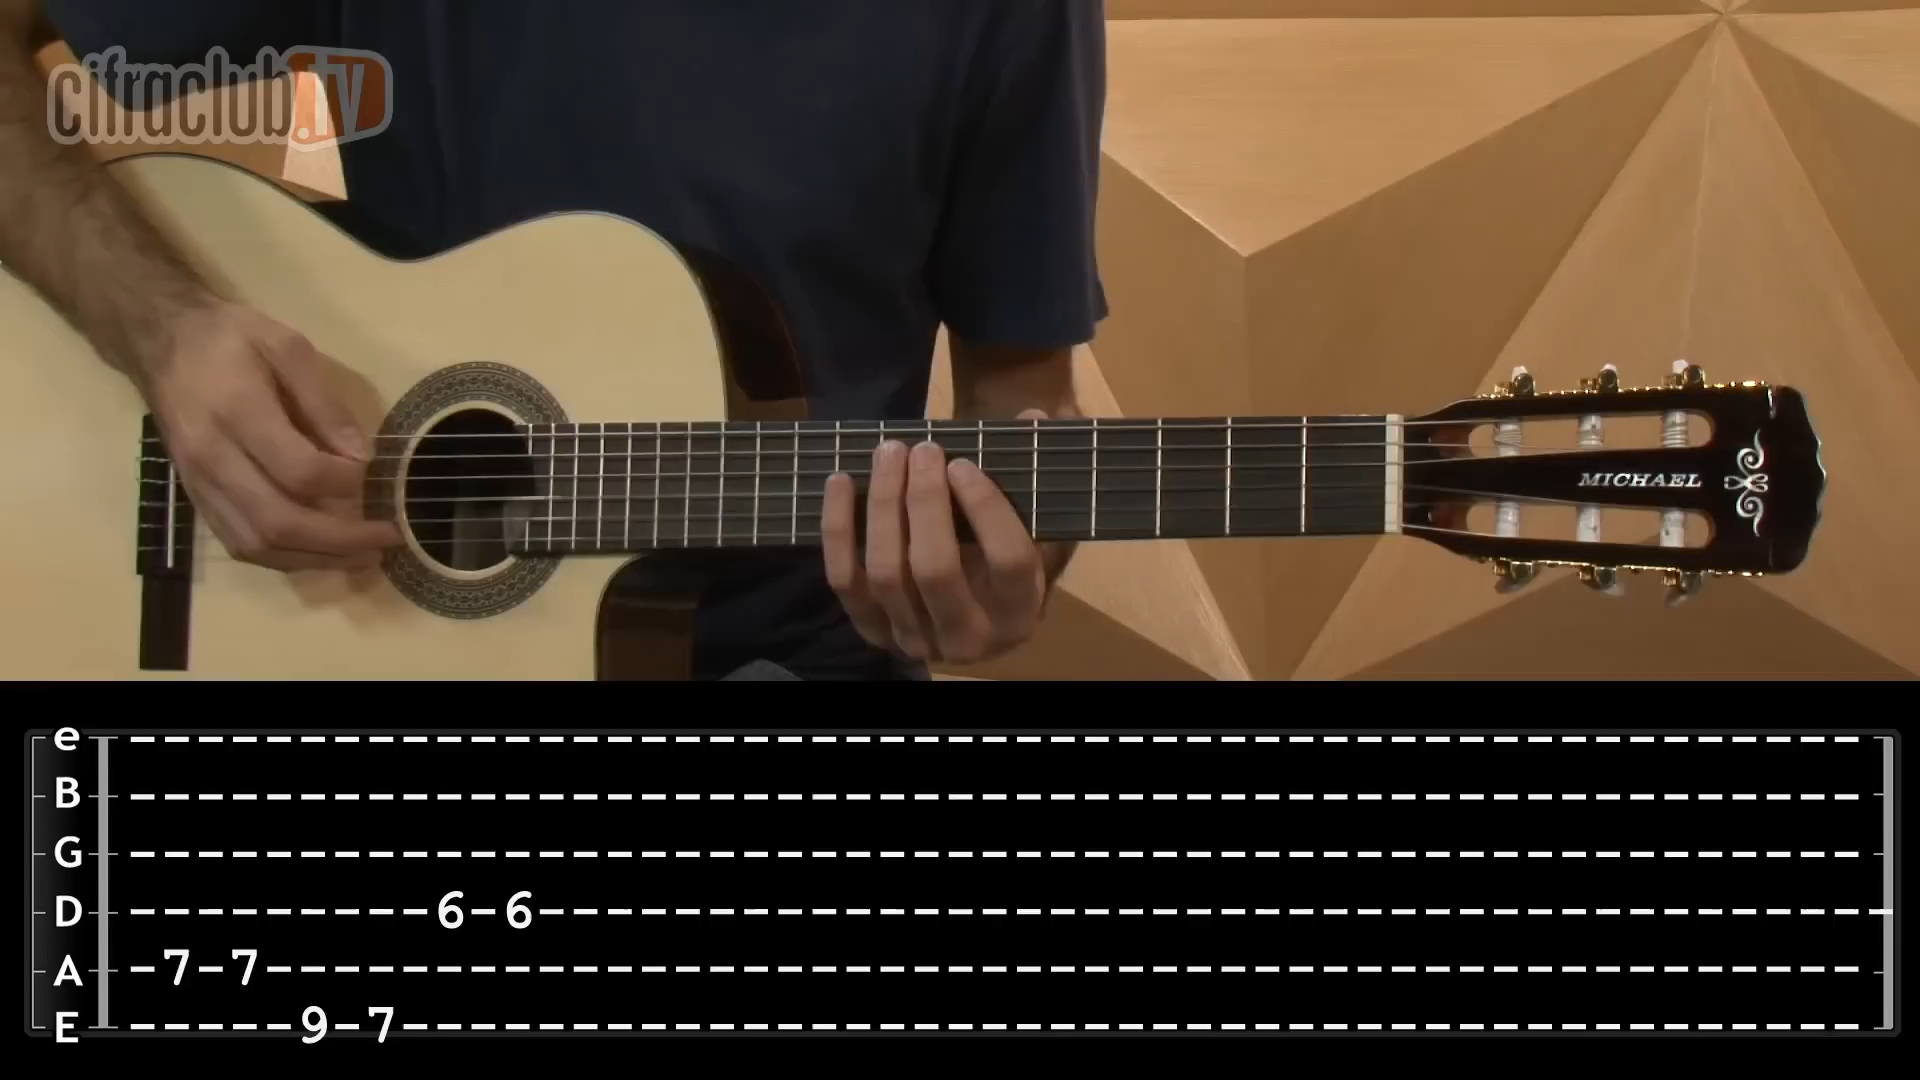 cifraclub.tv
MICHAEL
e
B
G
D 6-6
A 7-7
E 9-7